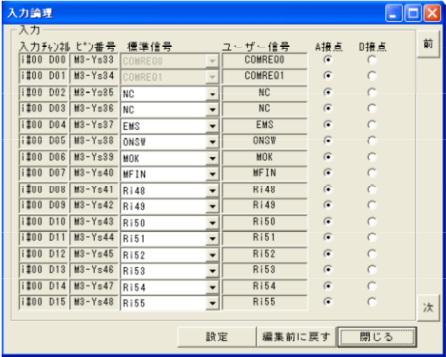 入力論理
入力
入力チャンネル ピン番号 標準信号 ユーザー信号 A接点 B接点 前
i#00 D00 M3-Ys33 COMREQ0 COMREQ0
i#00 D01 M3-Ys34 COMREQ1 COMREQ1
i#00 D02 M3-Ys35 NC NC
i#00 D03 M3-Ys36 NC NC
i#00 D04 M3-Ys37 EMS EMS
i#00 D05 M3-Ys38 ONSW ONSW
i#00 D06 M3-Ys39 MOK MOK
i#00 D07 M3-Ys40 MFIN MFIN
i#00 D08 M3-Ys41 Ri48 Ri48
i#00 D09 M3-Ys42 Ri49 Ri49
i#00 D10 M3-Ys43 Ri50 Ri50
i#00 D11 M3-Ys44 Ri51 Ri51
i#00 D12 M3-Ys45 Ri52 Ri52
i#00 D13 M3-Ys46 Ri53 Ri53
i#00 D14 M3-Ys47 Ri54 Ri54
i#00 D15 M3-Ys48 Ri55 Ri55
次
設定 編集前に戻す 閉じる